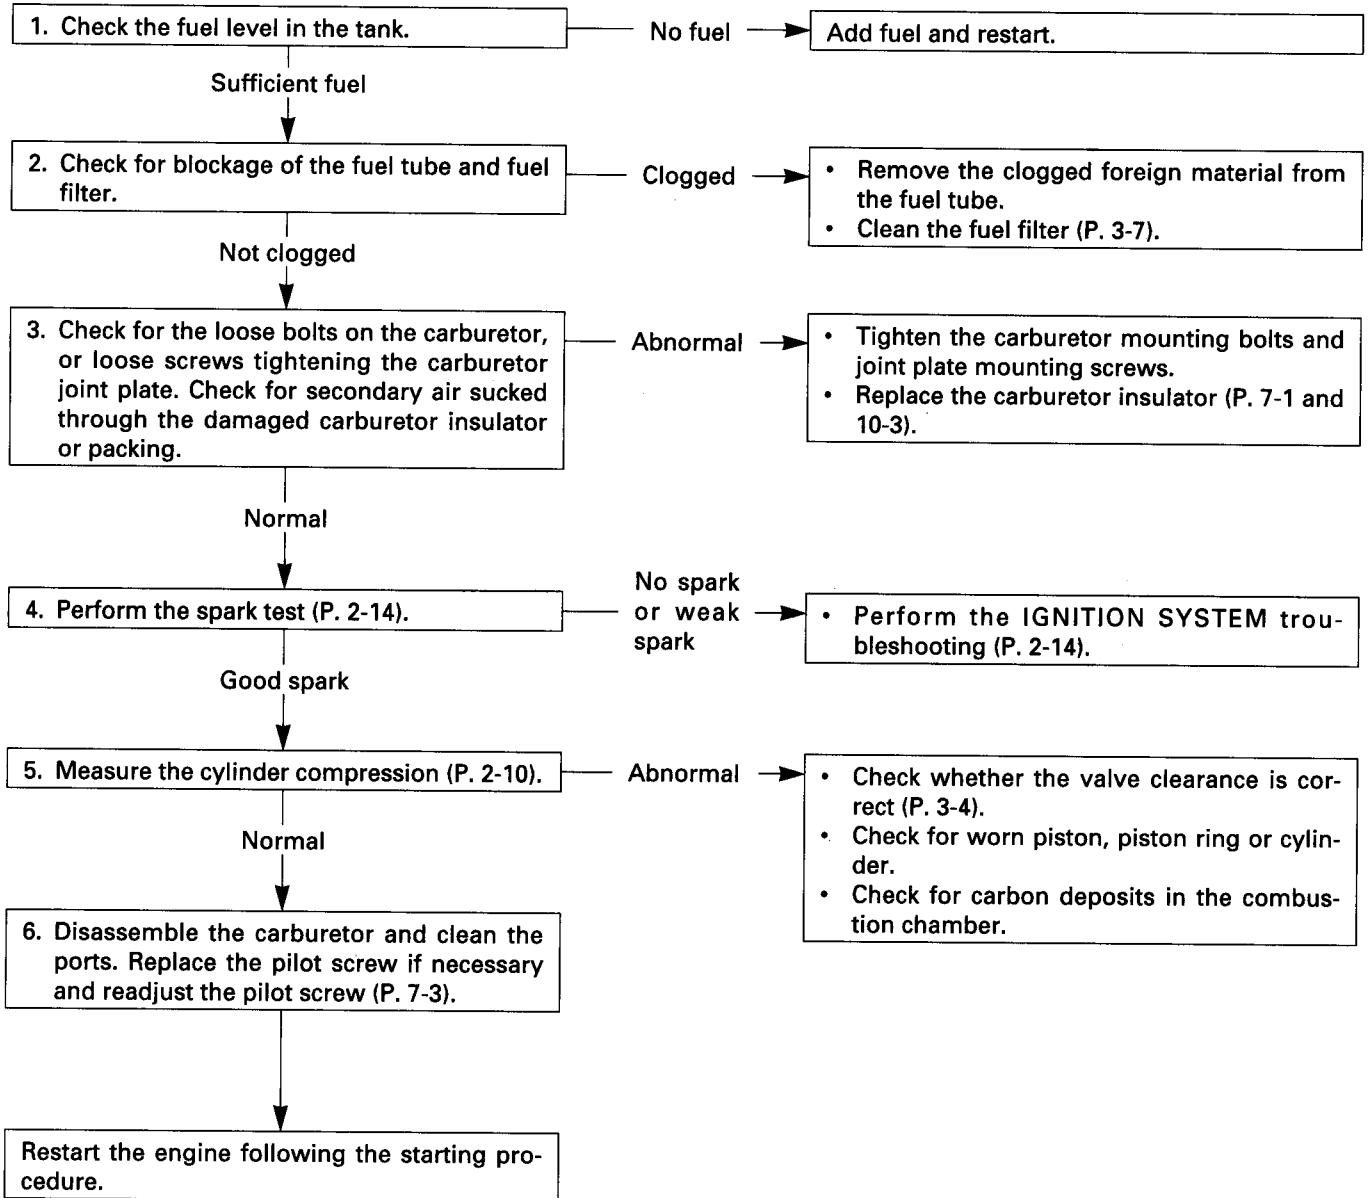 1. Check the fuel level in the tank.
No fuel
Add fuel and restart.
Sufficient fuel
2. Check for blockage of the fuel tube and fuel
filter.
Clogged
• Remove the clogged foreign material from
the fuel tube.
• Clean the fuel filter (P. 3-7).
Not clogged
3. Check for the loose bolts on the carburetor,
or loose screws tightening the carburetor
joint plate. Check for secondary air sucked
through the damaged carburetor insulator
or packing.
Abnormal
• Tighten the carburetor mounting bolts and
joint plate mounting screws.
• Replace the carburetor insulator (P. 7-1 and
10-3).
Normal
4. Perform the spark test (P. 2-14).
No spark
or weak
spark
• Perform the IGNITION SYSTEM trou-
bleshooting (P. 2-14).
Good spark
5. Measure the cylinder compression (P. 2-10).
Abnormal
• Check whether the valve clearance is cor-
rect (P. 3-4).
• Check for worn piston, piston ring or cylin-
der.
• Check for carbon deposits in the combus-
tion chamber.
Normal
6. Disassemble the carburetor and clean the
ports. Replace the pilot screw if necessary
and readjust the pilot screw (P. 7-3).
Restart the engine following the starting pro-
cedure.